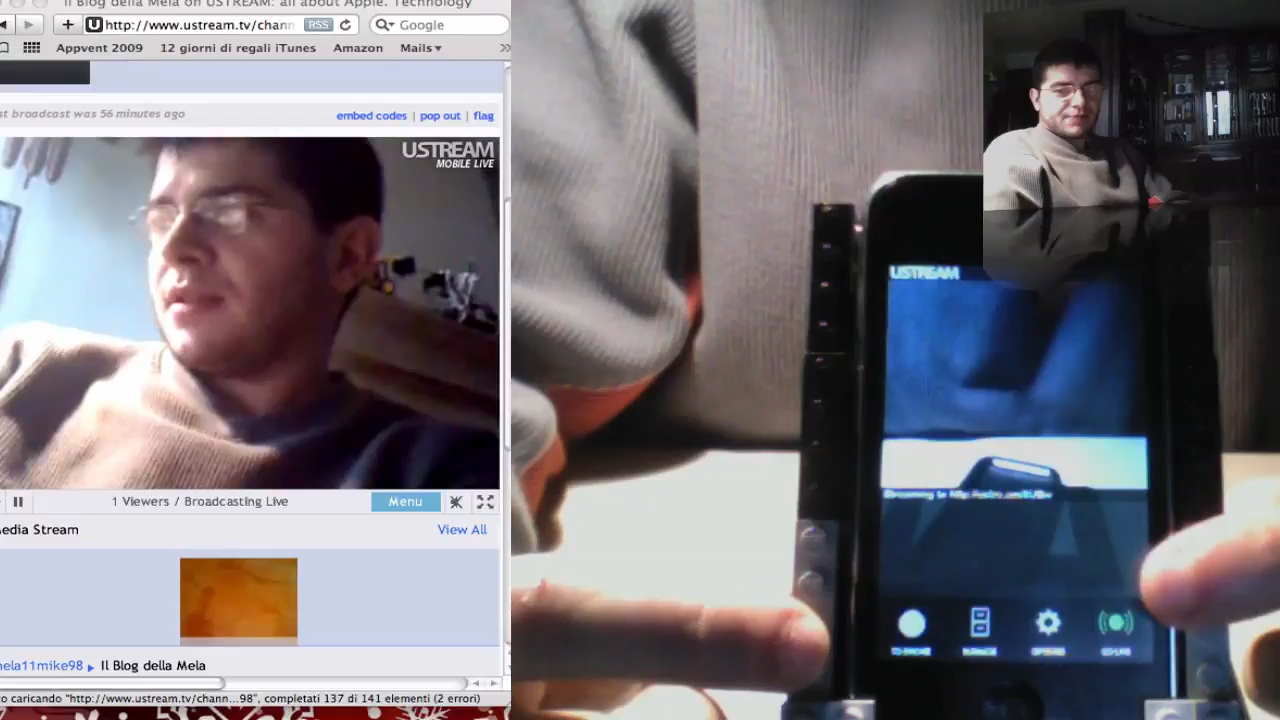 Il Blog della Mela on USTREAM: all about Apple. Technology
http://www.ustream.tv/chann RSS Google
Appvent 2009 12 giorni di regali iTunes Amazon Mails
st broadcast was 56 minutes ago
embed codes | pop out | flag
USTREAM
MOBILE LIVE
1 Viewers / Broadcasting Live Menu
edia Stream View All
mela11mike98 Il Blog della Mela
to caricando "http://www.ustream.tv/chann...98", completati 137 di 141 elementi (2 errori)
USTREAM